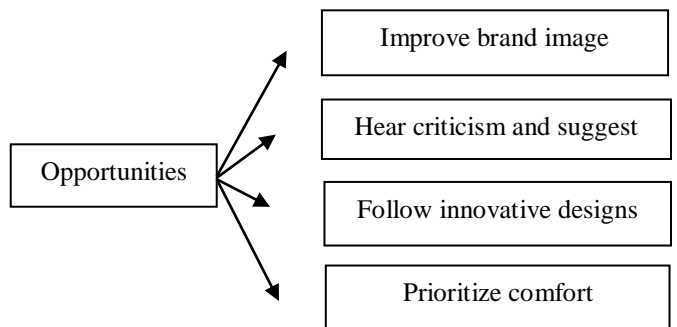 Improve brand image
Hear criticism and suggest
Opportunities
Follow innovative designs
Prioritize comfort